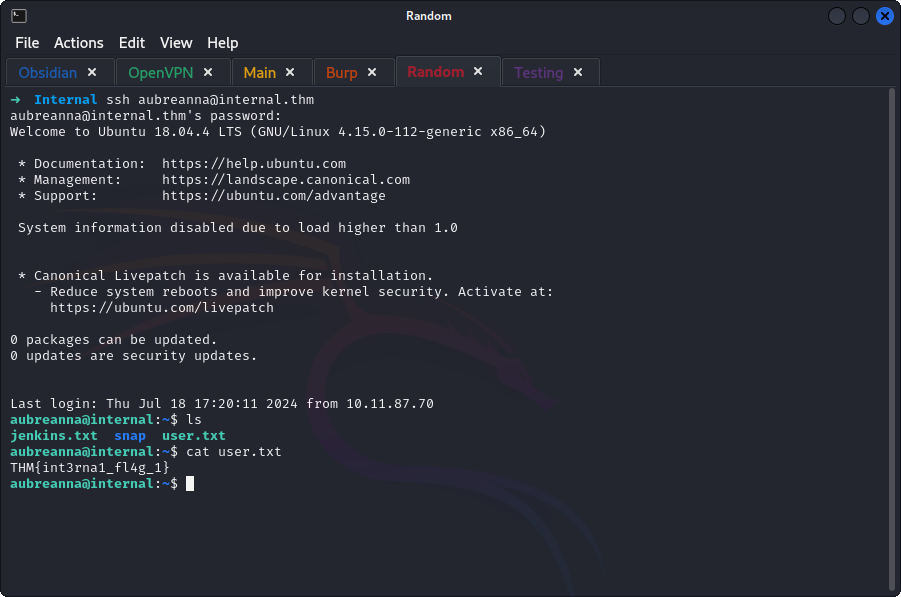 Random
File Actions Edit View Help
Obsidian × OpenVPN × Main × Burp × Random × Testing ×
→ Internal ssh aubreanna@internal.thm
aubreanna@internal.thm's password:
Welcome to Ubuntu 18.04.4 LTS (GNU/Linux 4.15.0-112-generic x86_64)
* Documentation: https://help.ubuntu.com
* Management: https://landscape.canonical.com
* Support: https://ubuntu.com/advantage
System information disabled due to load higher than 1.0
* Canonical Livepatch is available for installation.
- Reduce system reboots and improve kernel security. Activate at:
https://ubuntu.com/livepatch
0 packages can be updated.
0 updates are security updates.
Last login: Thu Jul 18 17:20:11 2024 from 10.11.87.70
aubreanna@internal:~$ ls
jenkins.txt snap user.txt
aubreanna@internal:~$ cat user.txt
THM{int3rna1_fl4g_1}
aubreanna@internal:~$